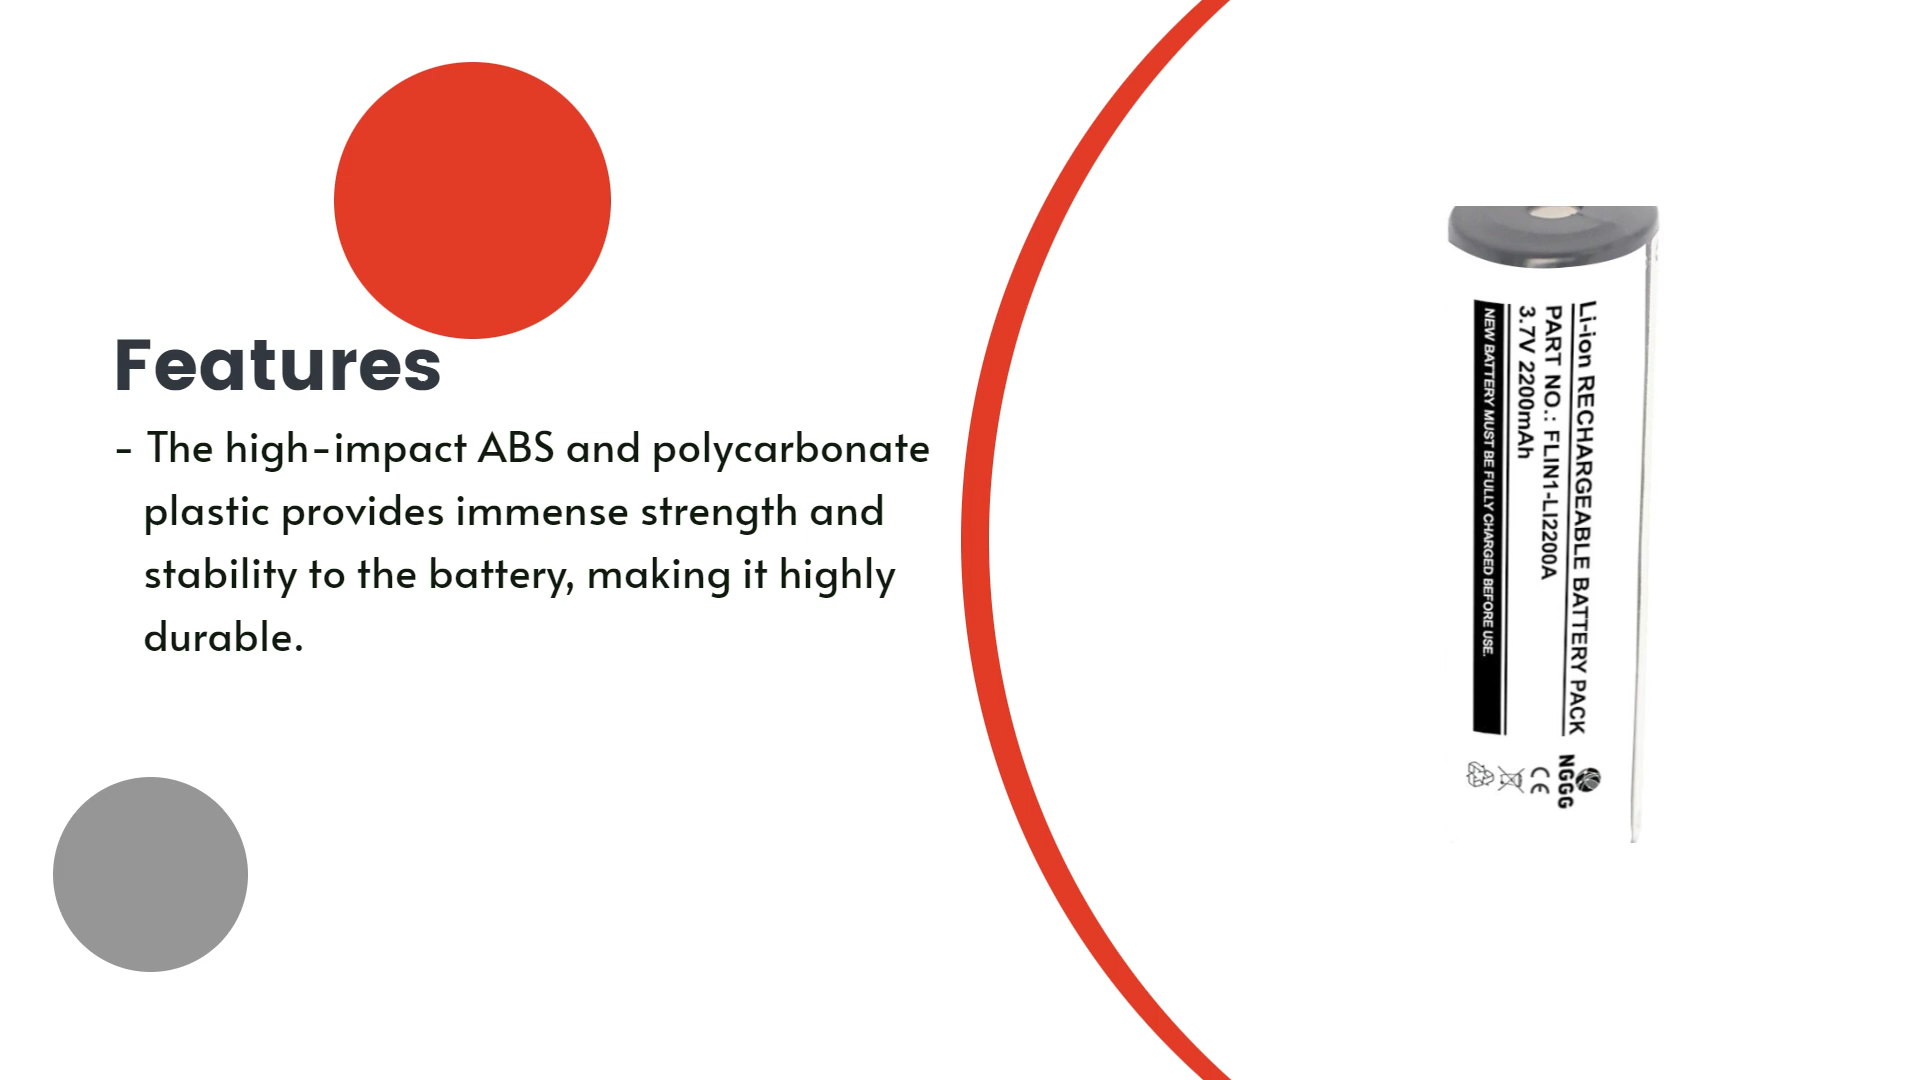 Features
- The high-impact ABS and polycarbonate
plastic provides immense strength and
stability to the battery, making it highly
durable.
Li-ion RECHARGEABLE BATTERY PACK
PART NO.: FLIN1-LI2200A
3.7V 2200mAh
NEW BATTERY MUST BE FULLY CHARGED BEFORE USE.
NGGG
CE